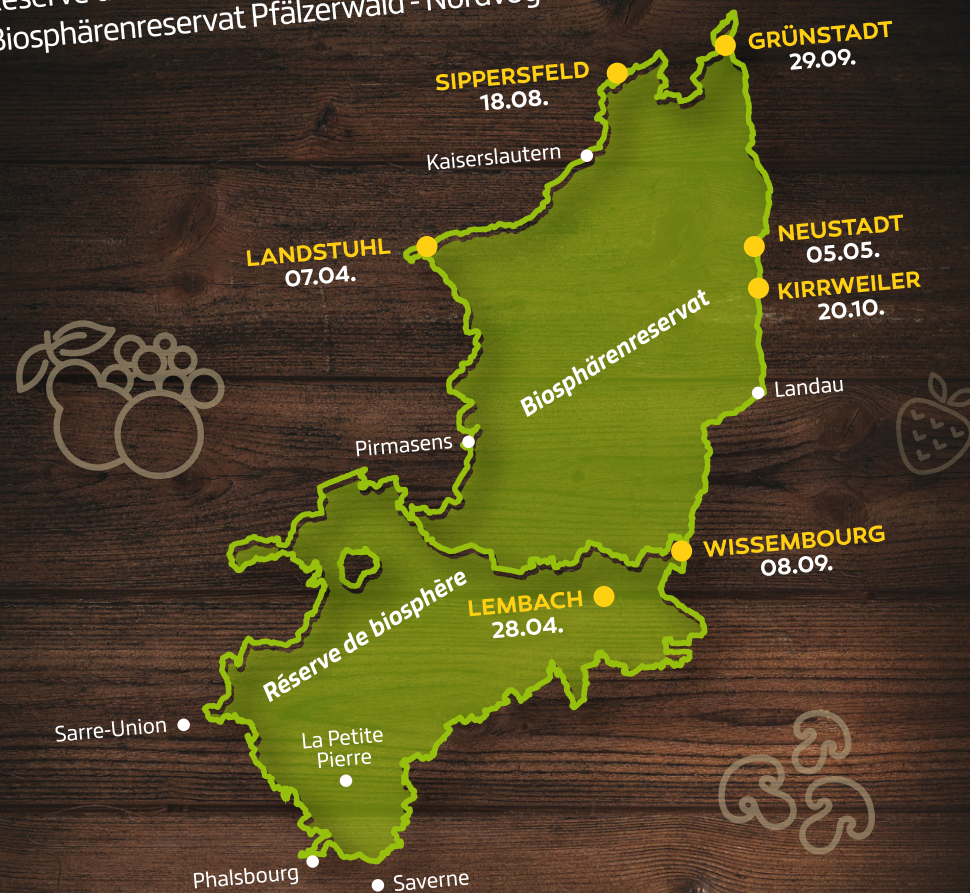 Biosphärenreservat Pfälzerwald - Nordvog
GRÜNSTADT
29.09.
SIPPERSFELD
18.08.
Kaiserslautern
LANDSTUHL
07.04.
NEUSTADT
05.05.
KIRRWEILER
20.10.
Biosphärenreservat
Landau
Pirmasens
WISSEMBOURG
08.09.
LEMBACH
28.04.
Réserve de biosphère
Sarre-Union
La Petite
Pierre
Phalsbourg
Saverne